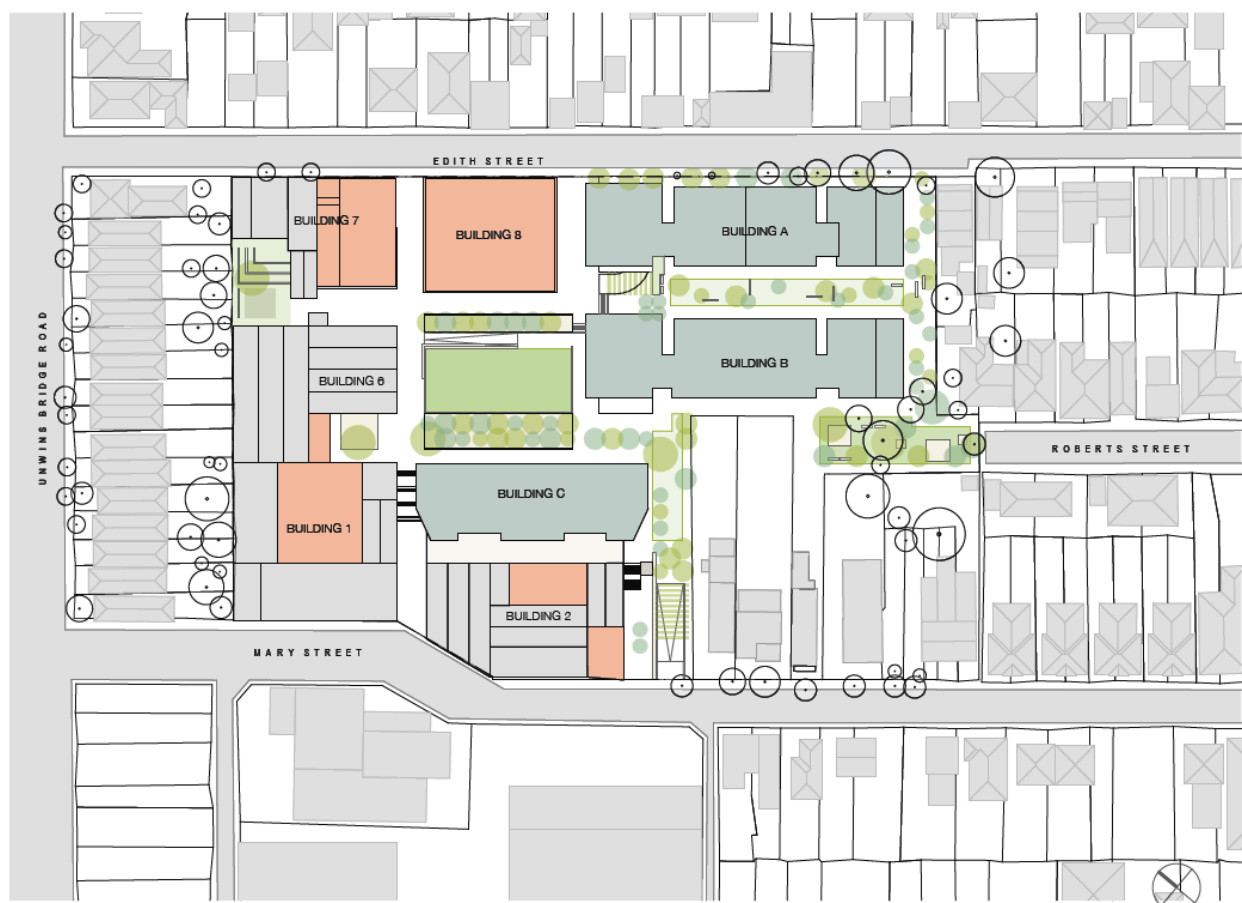 EDITH STREET
BUILDING 7
BUILDING 8
BUILDING A
UNWINS BRIDGE ROAD
BUILDING 6
BUILDING B
ROBERTS STREET
BUILDING C
BUILDING 1
BUILDING 2
MARY STREET